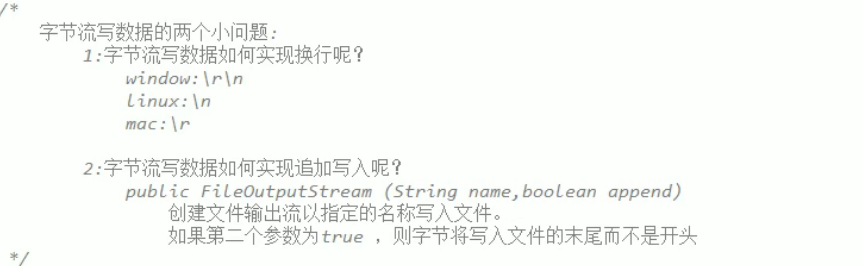 /*
字节流写数据的两个小问题:
1:字节流写数据如何实现换行呢?
window:\r\n
linux:\n
mac:\r
2:字节流写数据如何实现追加写入呢?
public FileOutputStream (String name,boolean append)
创建文件输出流以指定的名称写入文件。
如果第二个参数为true ，则字节将写入文件的末尾而不是开头
*/